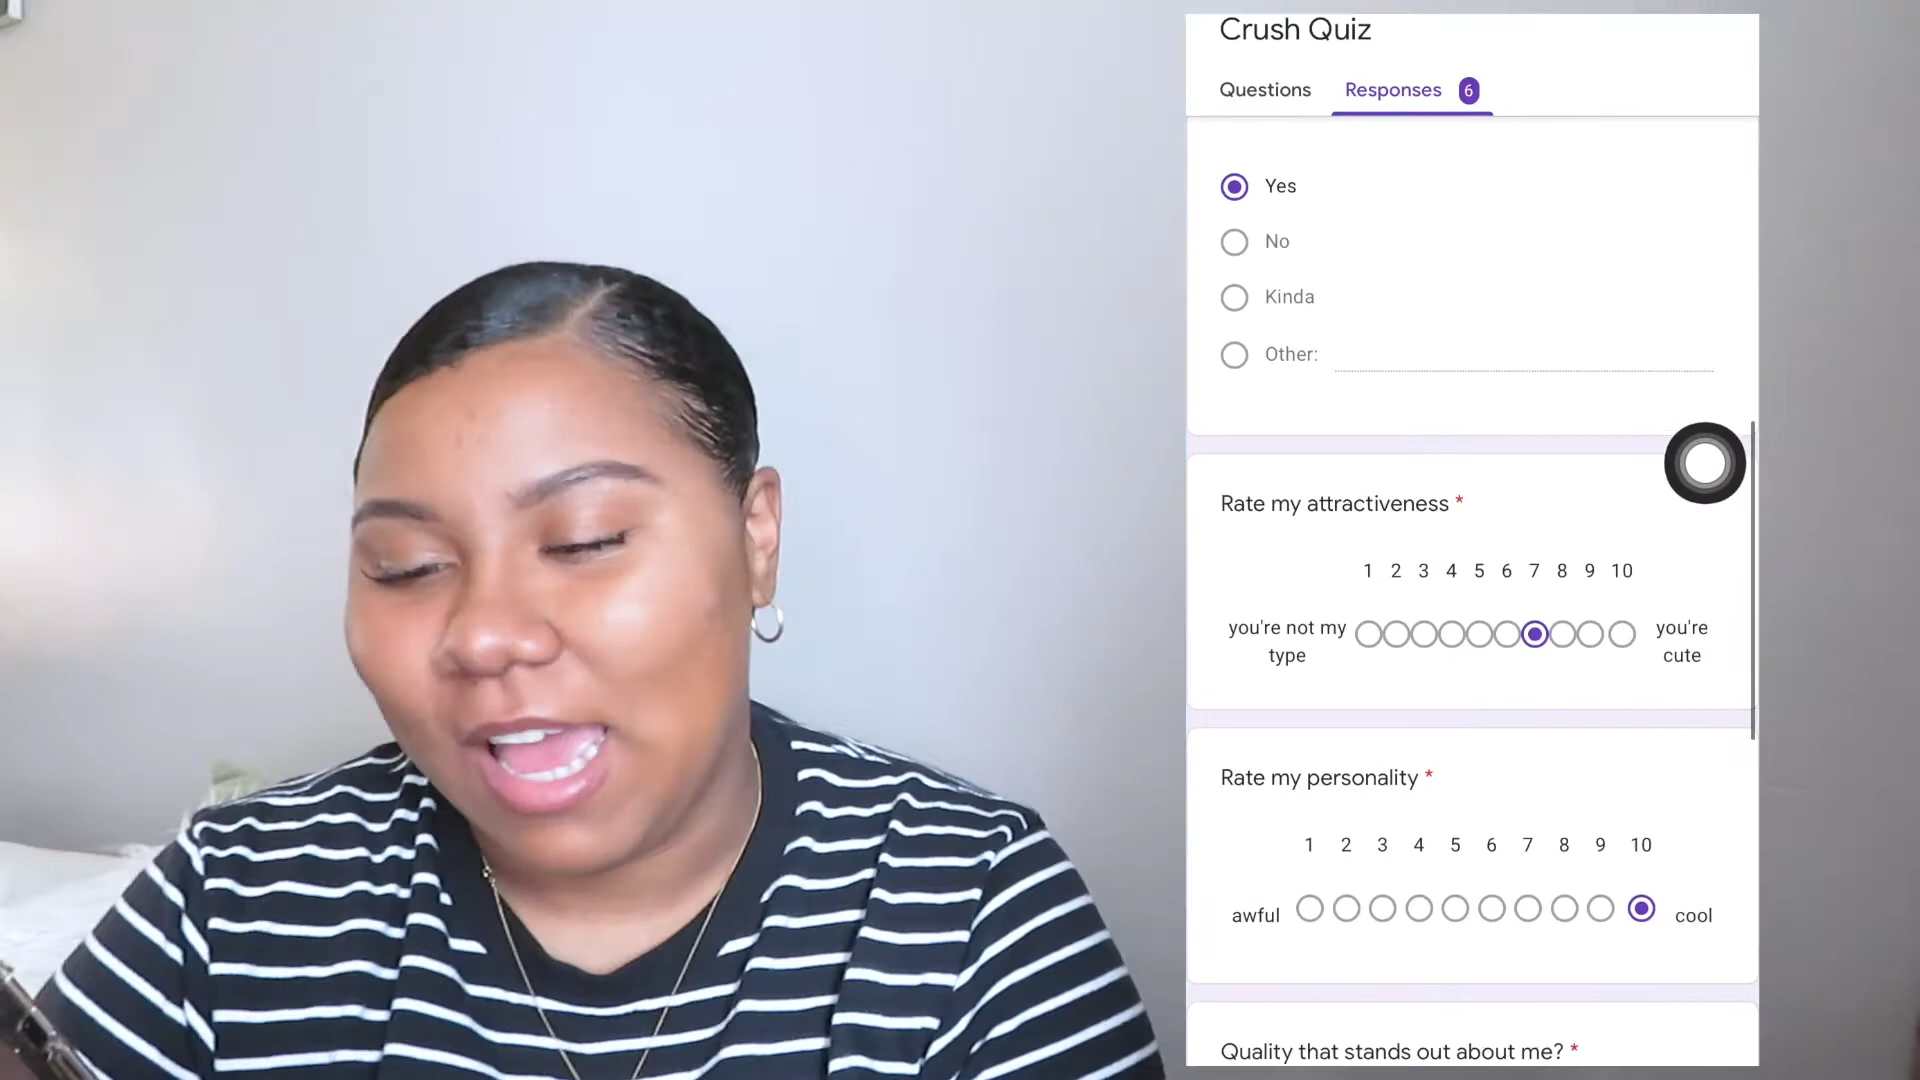 Crush Quiz
Questions Responses 6
Yes
No
Kinda
Other:
Rate my attractiveness *
1 2 3 4 5 6 7 8 9 10
you're not my type
you're cute
Rate my personality *
1 2 3 4 5 6 7 8 9 10
awful cool
Quality that stands out about me? *